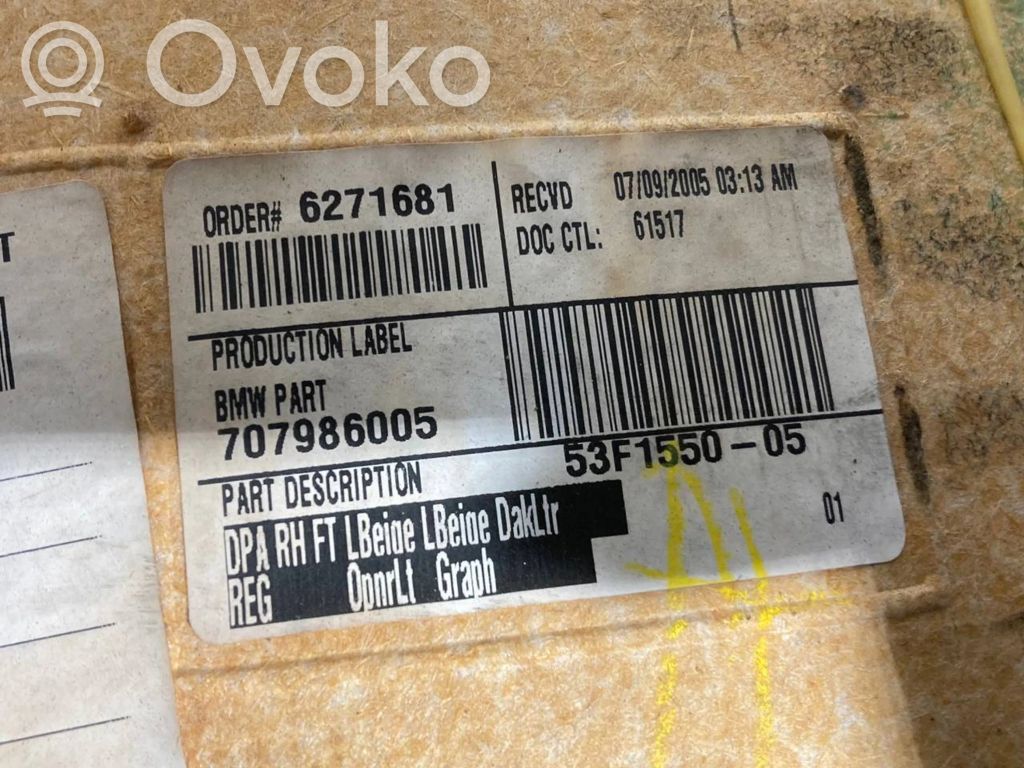 Ovoko
T
ORDER# 6271681
RECVD 07/09/2005 03:13 AM
DOC CTL: 61517
PRODUCTION LABEL
BMW PART
707986005
53F1550-05
PART DESCRIPTION
DPA RH FT LBeige LBeige DakLtr
REG OpnrLt Graph
01